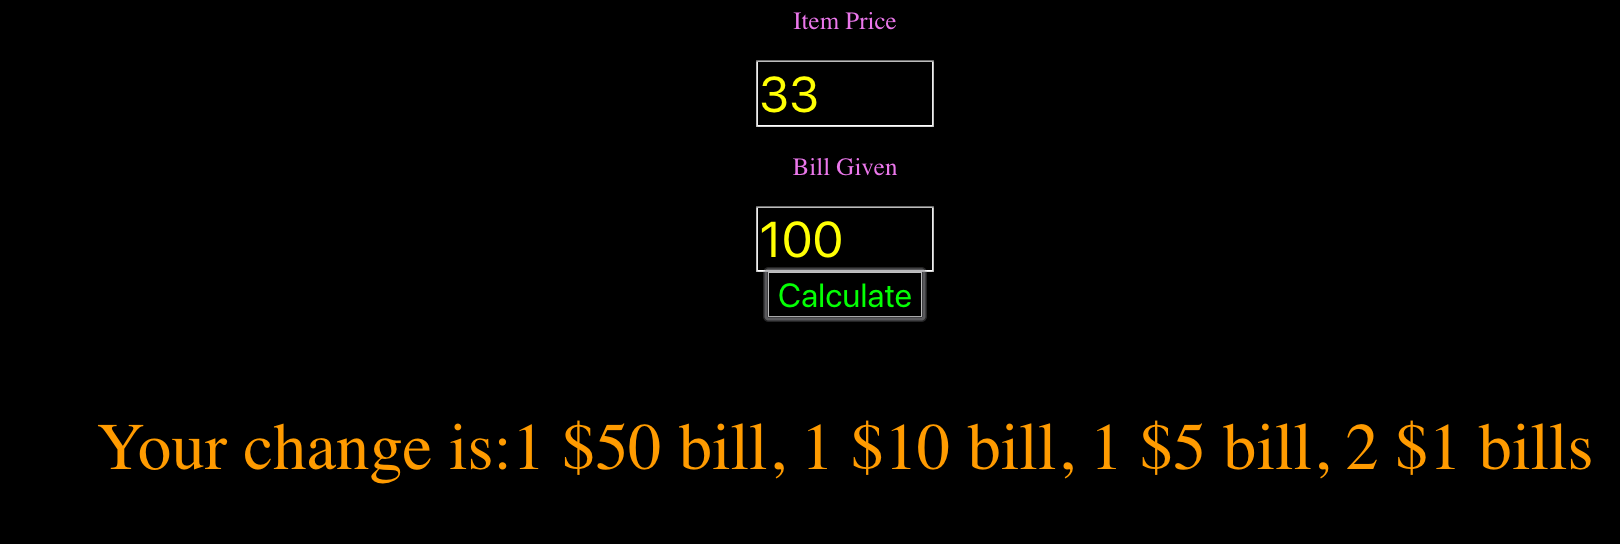 Item Price
33
Bill Given
100
Calculate
Your change is:1 $50 bill, 1 $10 bill, 1 $5 bill, 2 $1 bills